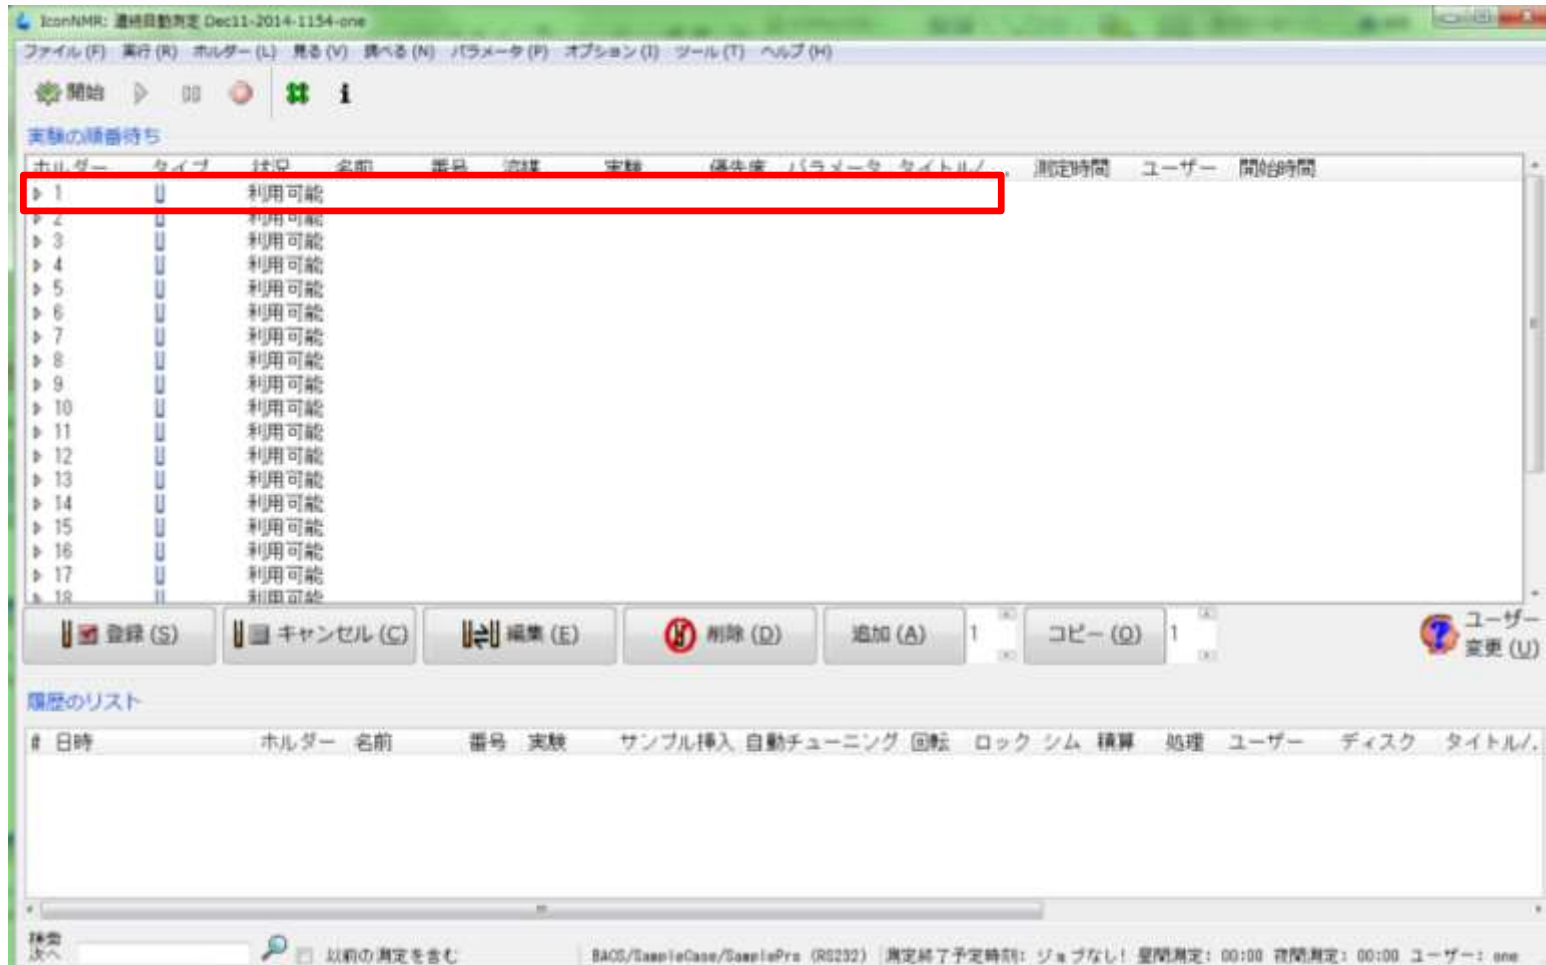 IconNMR: 連続自動測定 Dec11-2014-1154-one
ファイル (F) 実行 (R) ホルダー (L) 見る (V) 調べる (N) パラメータ (P) オプション (I) ツール (T) ヘルプ (H)
開始
実験の順番待ち
ホルダー タイプ 状況 名前 番号 溶媒 実験 優先度 パラメータ タイトル/... 測定時間 ユーザー 開始時間
1 利用可能
2 利用可能
3 利用可能
4 利用可能
5 利用可能
6 利用可能
7 利用可能
8 利用可能
9 利用可能
10 利用可能
11 利用可能
12 利用可能
13 利用可能
14 利用可能
15 利用可能
16 利用可能
17 利用可能
18 利用可能
登録 (S) キャンセル (C) 編集 (E) 削除 (D) 追加 (A) 1 コピー (O) 1 ユーザー
変更 (U)
履歴のリスト
# 日時 ホルダー 名前 番号 実験 サンプル挿入 自動チューニング 回転 ロック シム 積算 処理 ユーザー ディスク タイトル/.
検索
次へ 以前の測定を含む BACS/SampleCase/SamplePro (RS232) 測定終了予定時刻: ジョブなし! 昼間測定: 00:00 夜間測定: 00:00 ユーザー: one